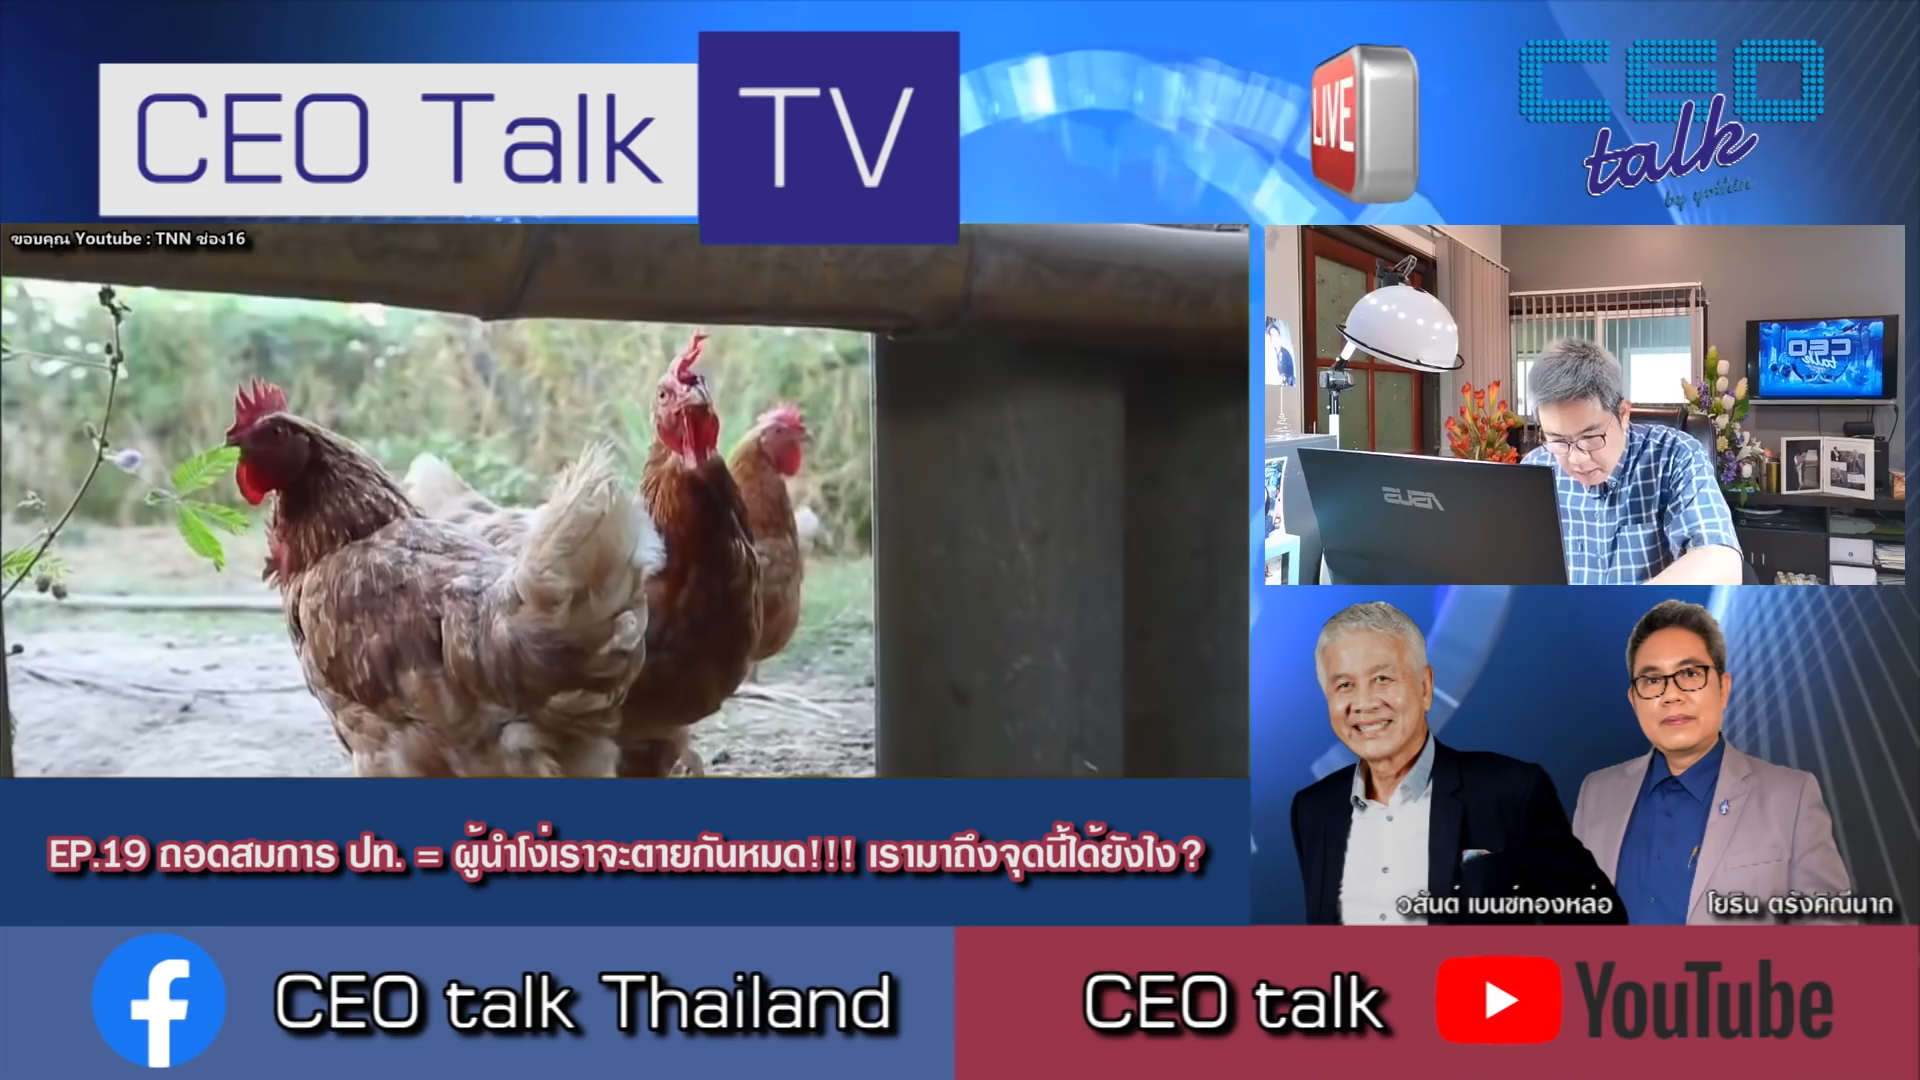 CEO Talk TV
LIVE
CEO
talk
ขอบคุณ Youtube : TNN ช่อง16
EP.19 ถอดสมการ ปท. = ผู้นำโง่เราจะตายกันหมด!!! เรามาถึงจุดนี้ได้ยังไง?
วสันต์ เบนซ์ทองหล่อ
โยธิน ตรังคิณีนาถ
CEO talk Thailand
CEO talk YouTube